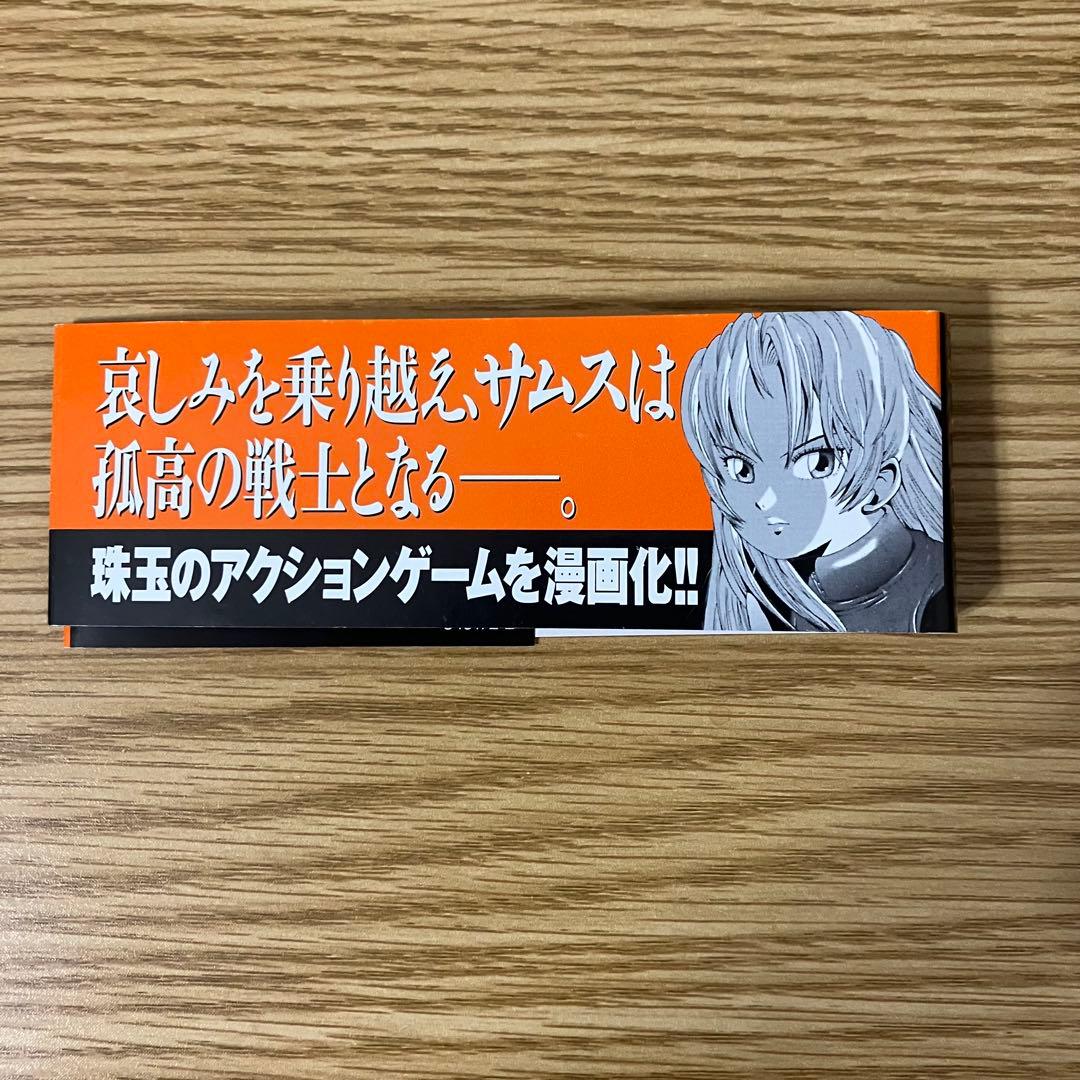 哀しみを乗り越え、サムスは
孤高の戦士となる──。
珠玉のアクションゲームを漫画化!!